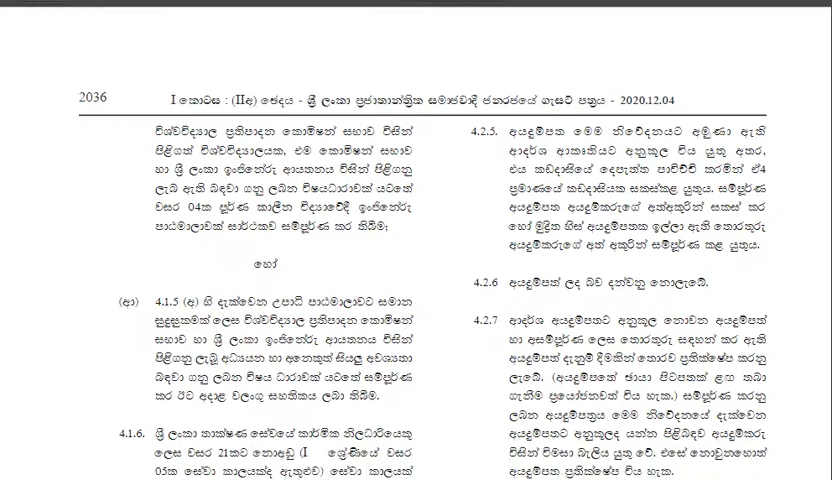 2036
I කොටස : (IIඅ) ඡෙදය - ශ්‍රී ලංකා ප්‍රජාතාන්ත්‍රික සමාජවාදී ජනරජයේ ගැසට් පත්‍රය - 2020.12.04
විශ්වවිද්‍යාල ප්‍රතිපාදන කොමිෂන් සභාව විසින්
පිළිගත් විශ්වවිද්‍යාලයක, එම කොමිෂන් සභාව
හා ශ්‍රී ලංකා ඉංජිනේරු ආයතනය විසින් පිළිගනු
ලැබ ඇති බඳවා ගනු ලබන විෂයධාරාවක් යටතේ
වසර 04ක පූර්ණ කාලීන විද්‍යාවේදී ඉංජිනේරු
පාඨමාලාවක් සාර්ථකව සම්පූර්ණ කර තිබීම;
හෝ
(ආ) 4.1.5 (අ) හි දැක්වෙන උපාධි පාඨමාලාවට සමාන
සුදුසුකමක් ලෙස විශ්වවිද්‍යාල ප්‍රතිපාදන කොමිෂන්
සභාව හා ශ්‍රී ලංකා ඉංජිනේරු ආයතනය විසින්
පිළිගනු ලැබූ අධ්‍යයන හා අනෙකුත් සියලු අවශ්‍යතා
බඳවා ගනු ලබන විෂය ධාරාවක් යටතේ සම්පූර්ණ
කර ඊට අදාළ වලංගු සහතිකය ලබා තිබීම.
4.1.6. ශ්‍රී ලංකා තාක්ෂණ සේවයේ කාර්මික නිලධාරියෙකු
ලෙස වසර 21කට නොඅඩු (I ශ්‍රේණියේ වසර
05ක සේවා කාලයක්ද ඇතුළුව) සේවා කාලයක්
4.2.5. අයදුම්පත මෙම නිවේදනයට අමුණා ඇති
ආදර්ශ ආකෘතියට අනුකූල විය යුතු අතර,
එය කඩදාසියේ දෙපැත්ත පාවිච්චි කරමින් ඒ4
ප්‍රමාණයේ කඩදාසියක සකස්කළ යුතුය. සම්පූර්ණ
අයදුම්පත අයදුම්කරුගේ අත්අකුරින් සකස් කර
හෝ මුද්‍රිත හිස් අයදුම්පතක ඉල්ලා ඇති තොරතුරු
අයදුම්කරුගේ අත් අකුරින් සම්පූර්ණ කළ යුතුය.
4.2.6 අයදුම්පත් ලද බව දන්වනු නොලැබේ.
4.2.7 ආදර්ශ අයදුම්පතට අනුකූල නොවන අයදුම්පත්
හා අසම්පූර්ණ ලෙස තොරතුරු සඳහන් කර ඇති
අයදුම්පත් දැනුම් දීමකින් තොරව ප්‍රතික්ෂේප කරනු
ලැබේ. (අයදුම්පතේ ඡායා පිටපතක් ළඟ තබා
ගැනීම ප්‍රයෝජනවත් විය හැක.) සම්පූර්ණ කරනු
ලබන අයදුම්පත්‍රය මෙම නිවේදනයේ දැක්වෙන
අයදුම්පතට අනුකූලද යන්න පිළිබඳව අයදුම්කරු
විසින් විමසා බැලිය යුතු වේ. එසේ නොවුනහොත්
අයදුම්පත ප්‍රතික්ෂේප විය හැක.